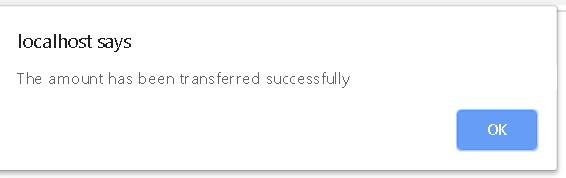 localhost says
The amount has been transferred successfully
OK